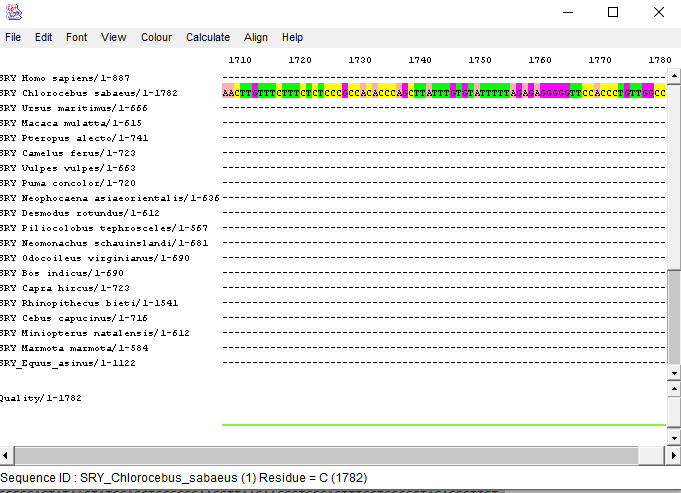 File Edit Font View Colour Calculate Align Help
1710 1720 1730 1740 1750 1760 1770 1780
SRY Homo sapiens/1-887
SRY Chlorocebus sabaeus/1-1782 AACTTGTTTCTTTCTCTCCCGCCACACCCAGCTTATTTGTGTATTTTTAGAGAGGGGGTTCCACCCTGTTGGCC
SRY Ursus maritimus/1-666
SRY Macaca mulatta/1-615
SRY Pteropus alecto/1-741
SRY Camelus ferus/1-723
SRY Vulpes vulpes/1-663
SRY Puma concolor/1-720
SRY Neophocaena asiaeorientalis/1-636
SRY Desmodus rotundus/1-612
SRY Piliocolobus tephrosceles/1-567
SRY Neomonachus schauinslandi/1-681
SRY Odocoileus virginianus/1-690
SRY Bos indicus/1-690
SRY Capra hircus/1-723
SRY Rhinopithecus bieti/1-1541
SRY Cebus capucinus/1-716
SRY Miniopterus natalensis/1-612
SRY Marmota marmota/1-584
SRY_Equus_asinus/1-1122
Quality/1-1782
Sequence ID : SRY_Chlorocebus_sabaeus (1) Residue = C (1782)